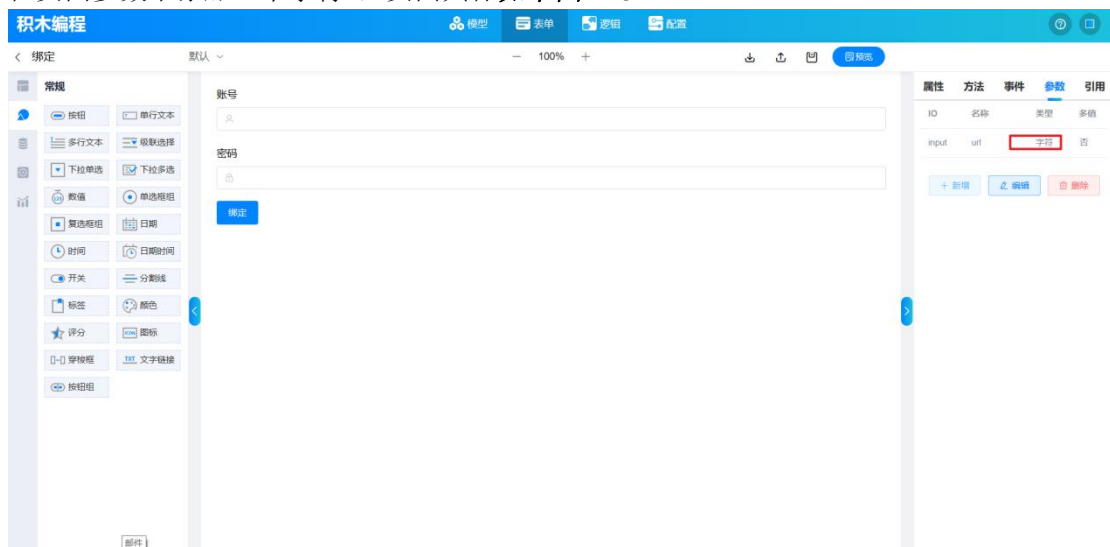 积木编程 模型 表单 逻辑 配置
绑定 默认 － 100% ＋ 预览
常规
按钮 单行文本
多行文本 级联选择
下拉单选 下拉多选
数值 单选框组
复选框组 日期
时间 日期时间
开关 分割线
标签 颜色
评分 图标
穿梭框 文字链接
按钮组
部件
账号
密码
绑定
属性 方法 事件 参数 引用
IO 名称 类型 多值
input url 字符 否
+ 新增 编辑 删除